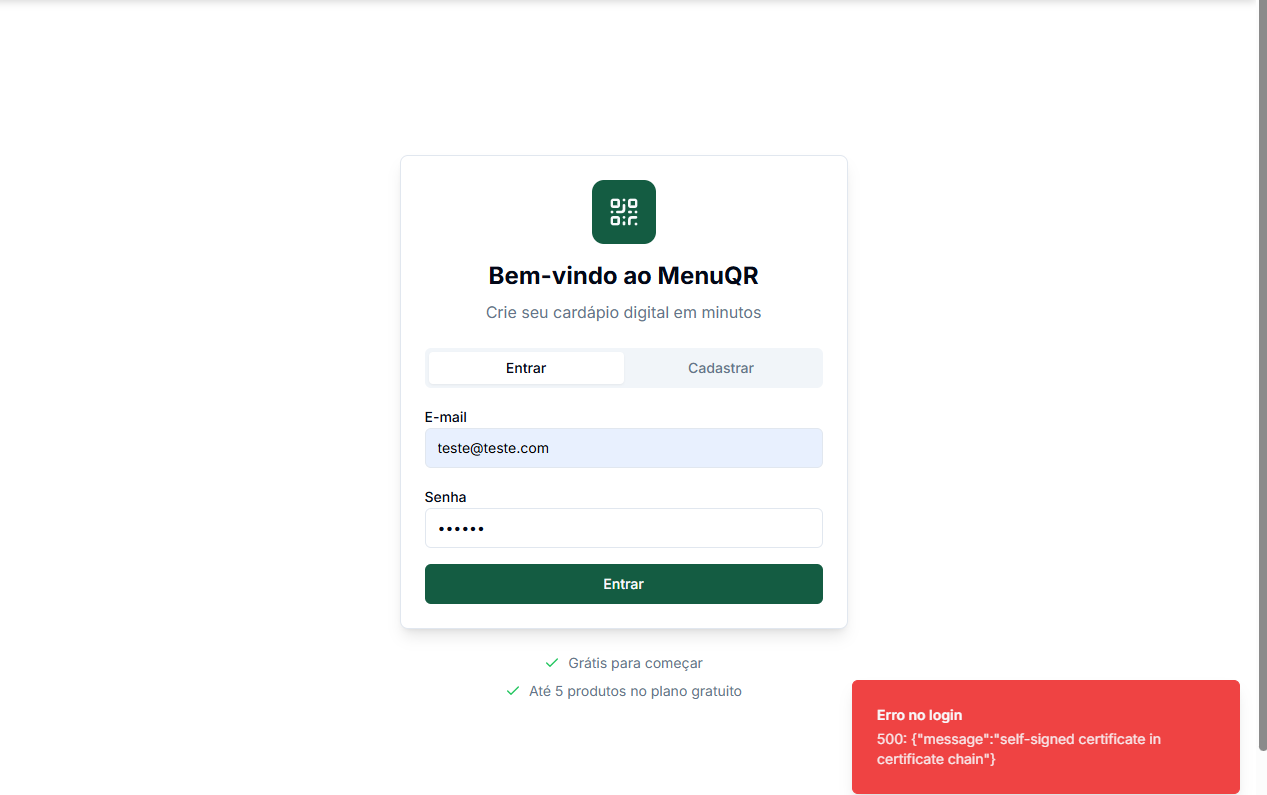 Bem-vindo ao MenuQR
Crie seu cardápio digital em minutos
Entrar
Cadastrar
E-mail
teste@teste.com
Senha
••••••
Entrar
Grátis para começar
Até 5 produtos no plano gratuito
Erro no login
500: {"message":"self-signed certificate in
certificate chain"}